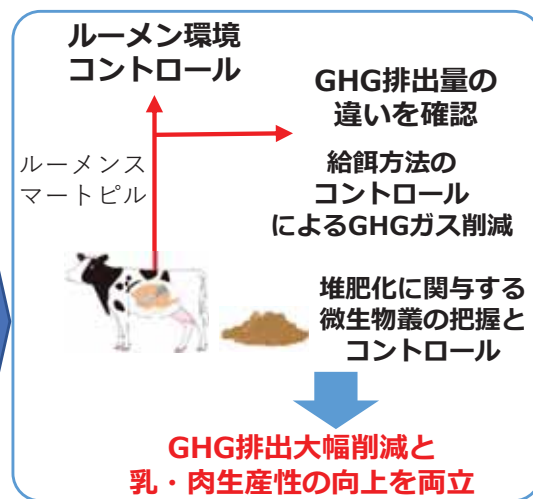 ルーメン環境
コントロール
GHG排出量の
違いを確認
ルーメンス
マートピル
給餌方法の
コントロール
によるGHGガス削減
堆肥化に関与する
微生物叢の把握と
コントロール
GHG排出大幅削減と
乳・肉生産性の向上を両立